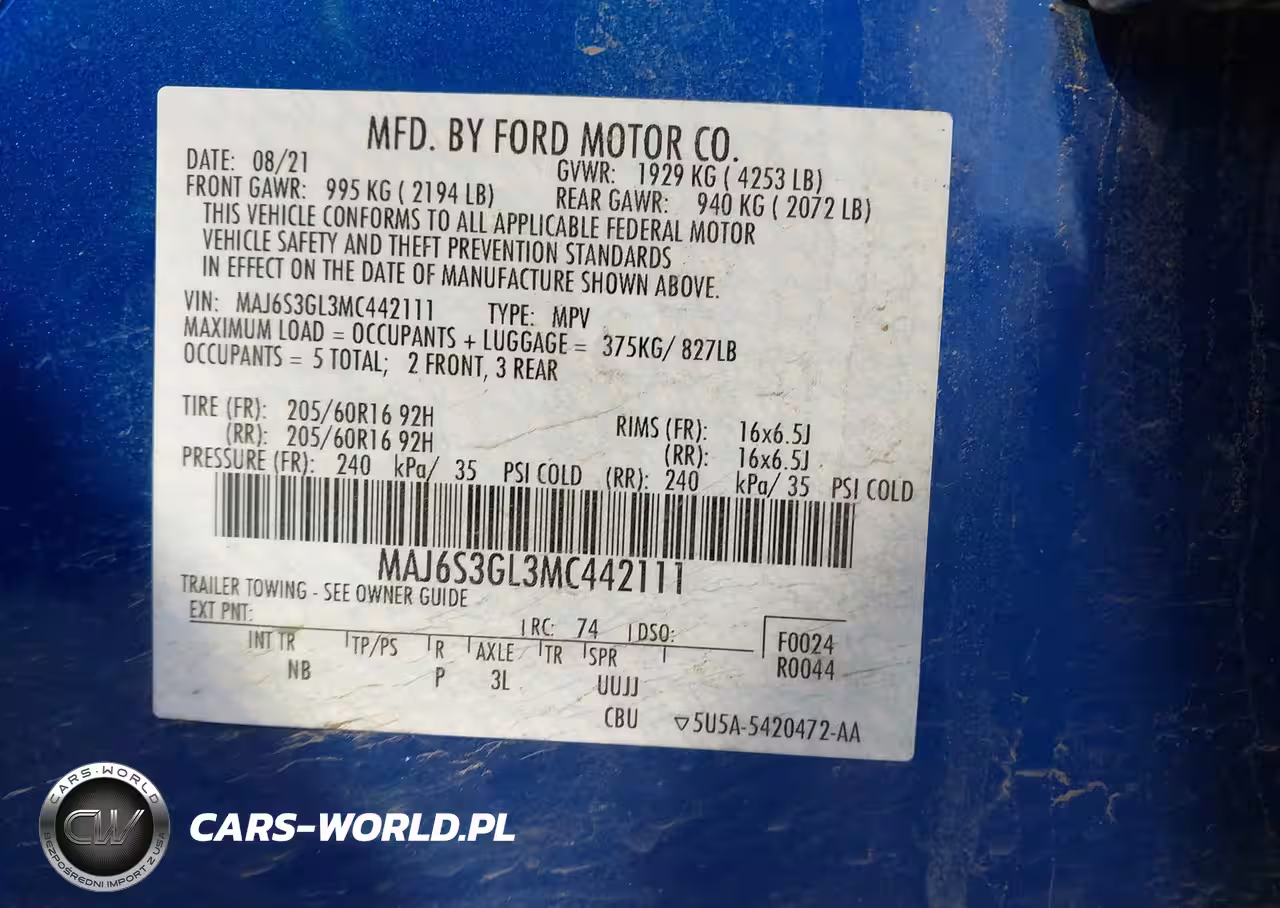 MFD. BY FORD MOTOR CO.
DATE: 08/21 GVWR: 1929 KG ( 4253 LB)
FRONT GAWR: 995 KG ( 2194 LB) REAR GAWR: 940 KG ( 2072 LB)
THIS VEHICLE CONFORMS TO ALL APPLICABLE FEDERAL MOTOR
VEHICLE SAFETY AND THEFT PREVENTION STANDARDS
IN EFFECT ON THE DATE OF MANUFACTURE SHOWN ABOVE.
VIN: MAJ6S3GL3MC442111 TYPE: MPV
MAXIMUM LOAD = OCCUPANTS + LUGGAGE = 375KG/ 827LB
OCCUPANTS = 5 TOTAL; 2 FRONT, 3 REAR
TIRE (FR): 205/60R16 92H RIMS (FR): 16x6.5J
(RR): 205/60R16 92H (RR): 16x6.5J
PRESSURE (FR): 240 kPa/ 35 PSI COLD (RR): 240 kPa/ 35 PSI COLD
MAJ6S3GL3MC442111
TRAILER TOWING - SEE OWNER GUIDE
EXT PNT: RC: 74 DSO: F0024
INT TR TP/PS R AXLE TR SPR R0044
NB P 3L UUJJ
CBU ▽5U5A-5420472-AA
CARS-WORLD
CW
BEZPOŚREDNI IMPORT Z USA
CARS-WORLD.PL